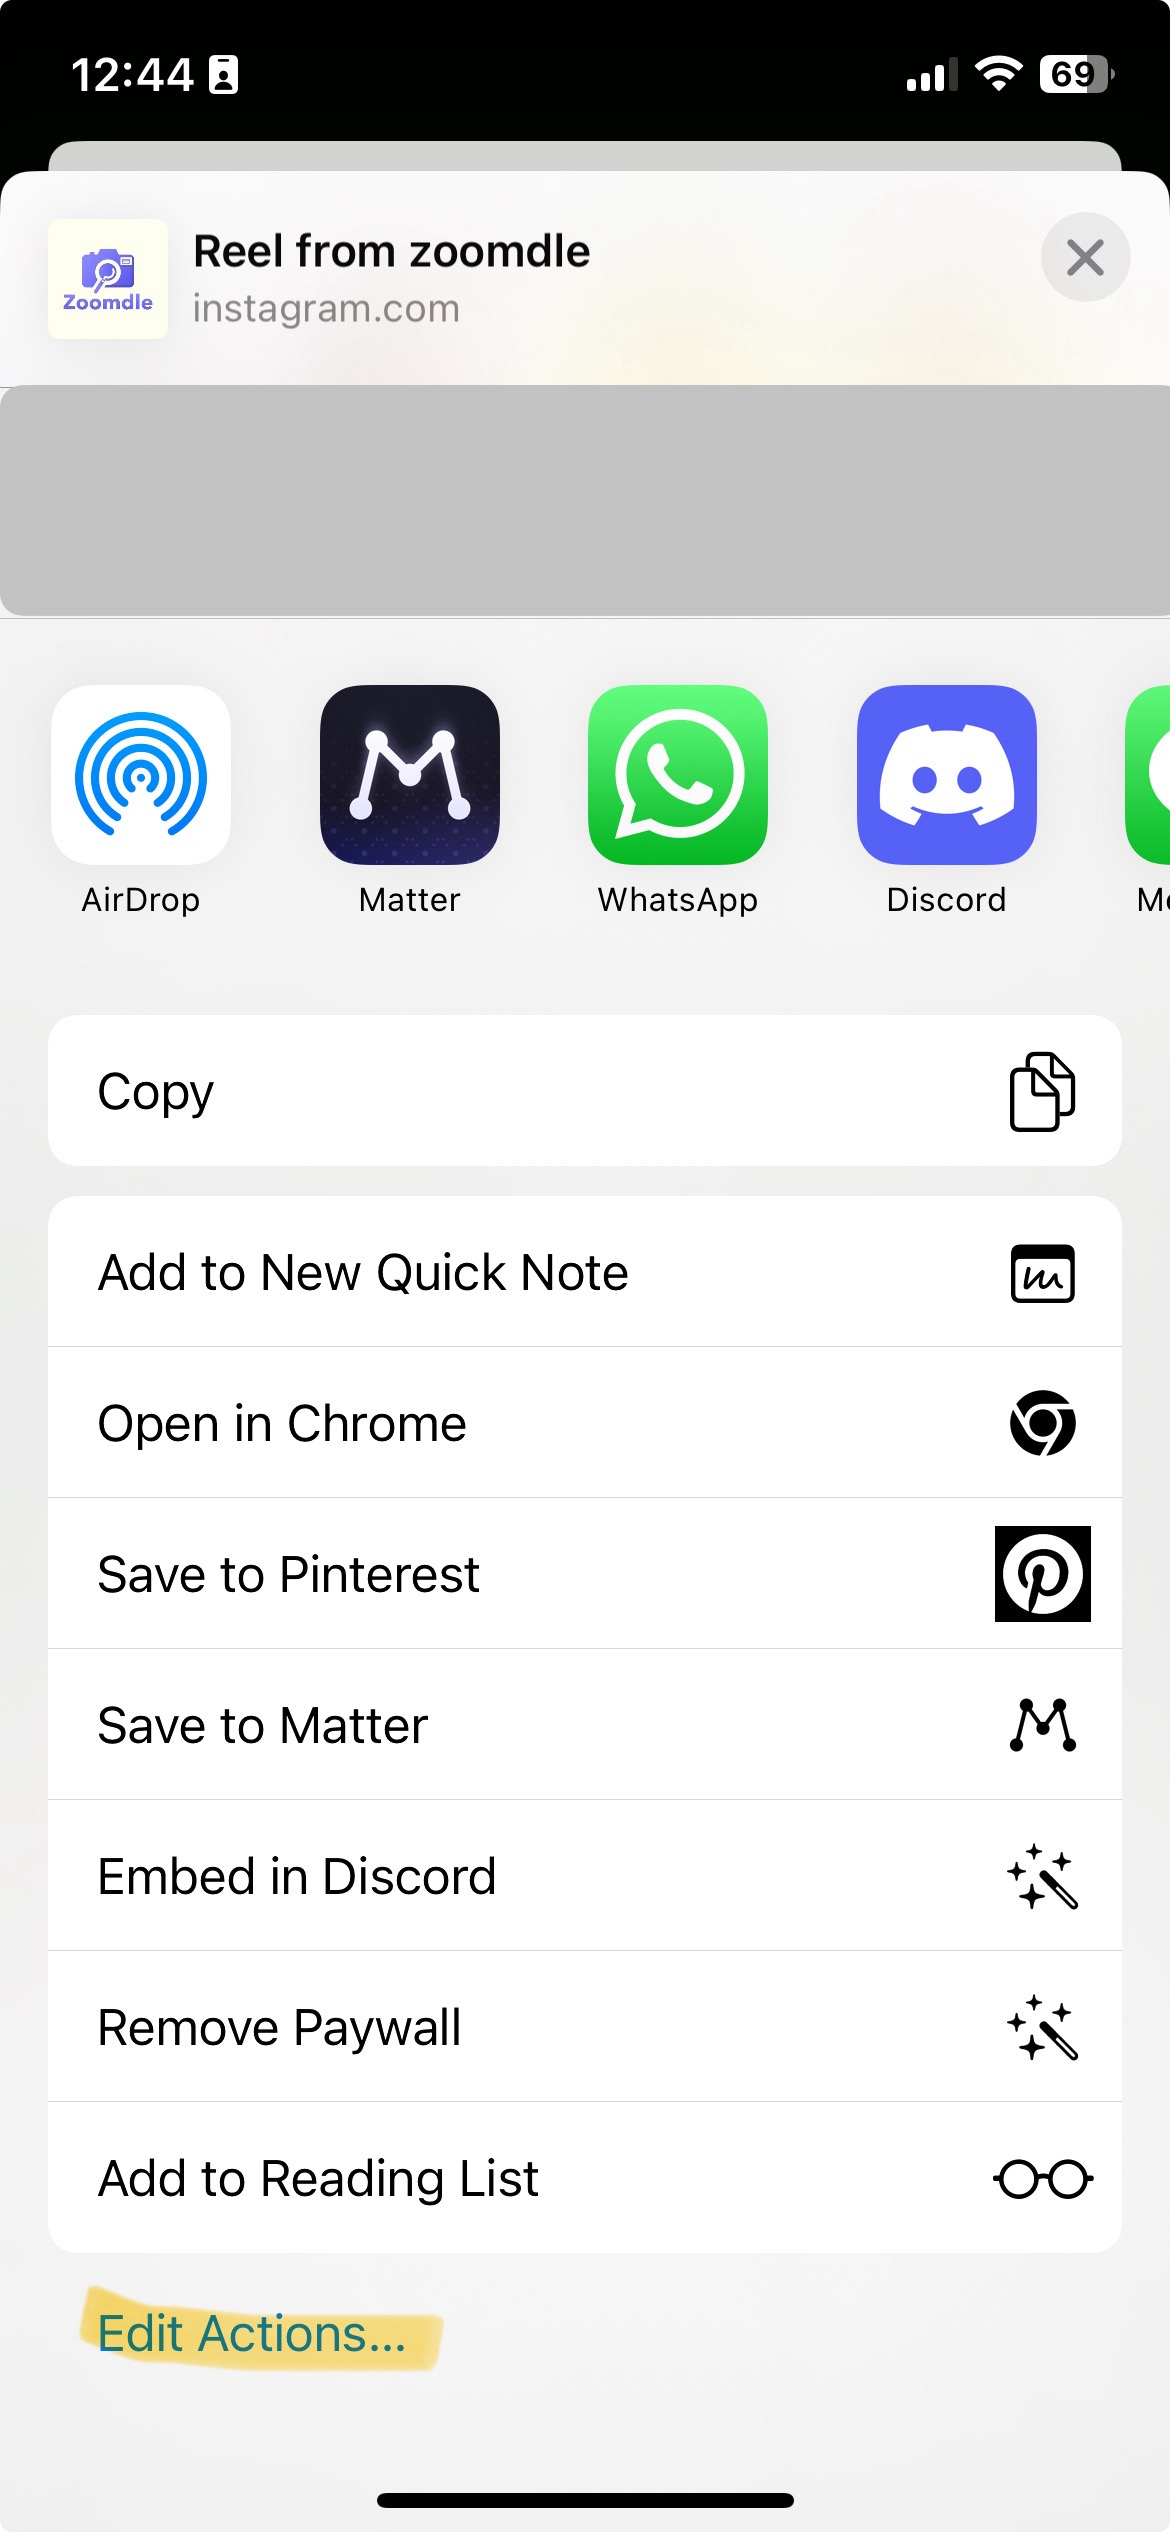 12:44
69
Zoomdle
Reel from zoomdle
instagram.com
AirDrop
Matter
WhatsApp
Discord
Copy
Add to New Quick Note
Open in Chrome
Save to Pinterest
Save to Matter
Embed in Discord
Remove Paywall
Add to Reading List
Edit Actions...